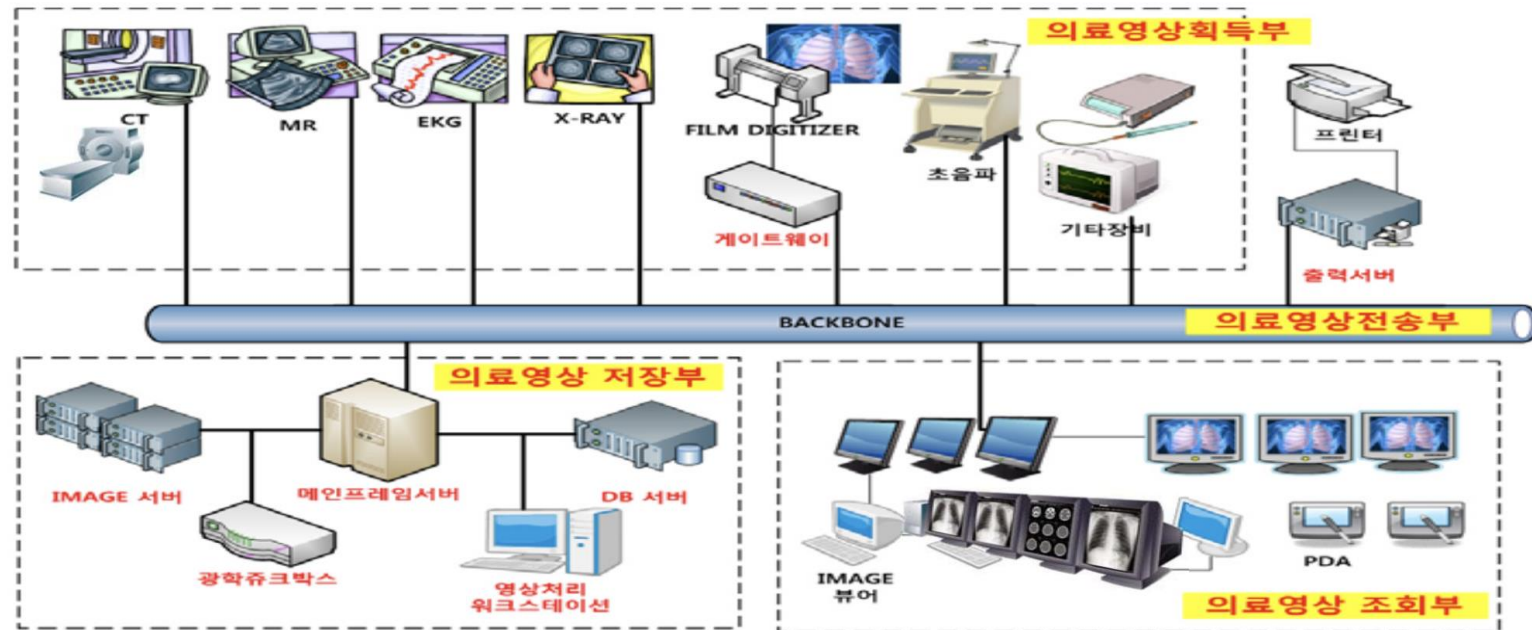 의료영상획득부
CT
MR
EKG
X-RAY
FILM DIGITIZER
초음파
기타장비
프린터
게이트웨이
출력서버
BACKBONE
의료영상전송부
의료영상 저장부
IMAGE 서버
메인프레임서버
DB 서버
광학쥬크박스
영상처리
워크스테이션
IMAGE
뷰어
PDA
의료영상 조회부